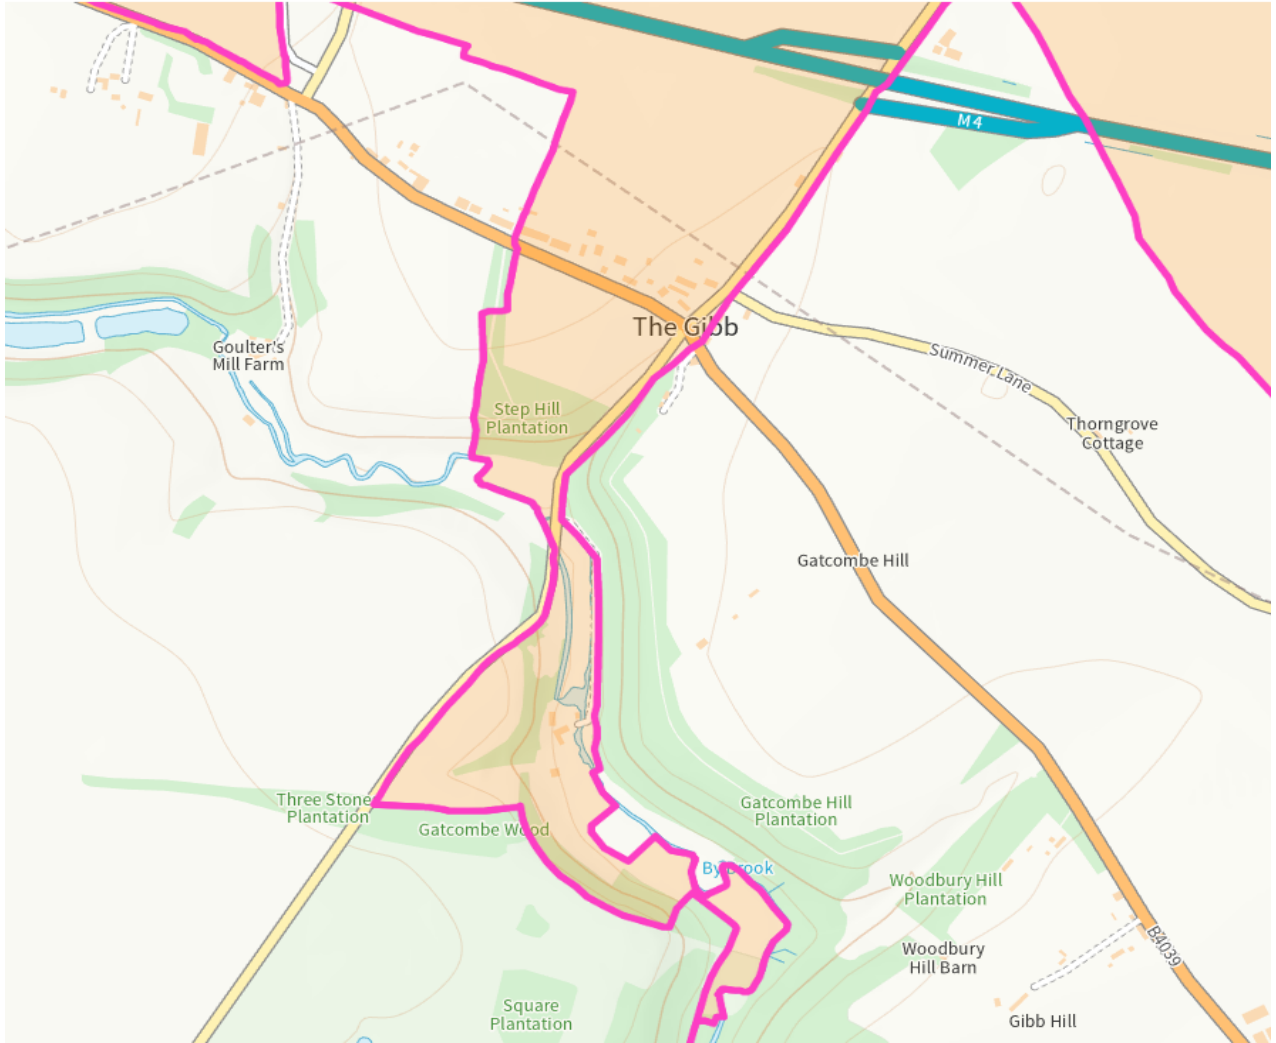 M4
The Gibb
Goulter's
Mill Farm
Summer Lane
Step Hill
Plantation
Thorngrove
Cottage
Gatcombe Hill
Three Stone
Plantation
Gatcombe Wood
Gatcombe Hill
Plantation
By Brook
Woodbury Hill
Plantation
Woodbury
Hill Barn
B4039
Square
Plantation
Gibb Hill